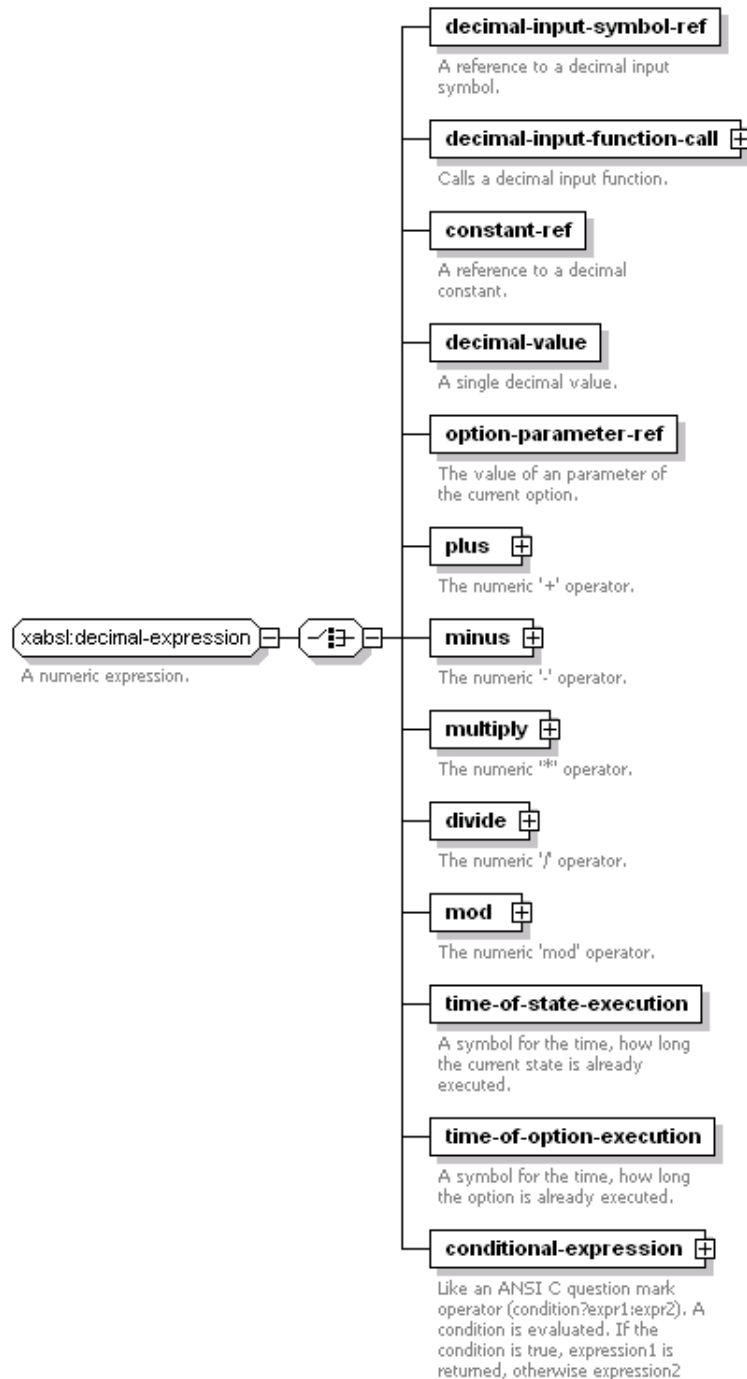 decimal-input-symbol-ref
A reference to a decimal input
symbol.
decimal-input-function-call
Calls a decimal input function.
constant-ref
A reference to a decimal
constant.
decimal-value
A single decimal value.
option-parameter-ref
The value of an parameter of
the current option.
plus
The numeric '+' operator.
xabsl:decimal-expression
A numeric expression.
minus
The numeric '-' operator.
multiply
The numeric '*' operator.
divide
The numeric '/' operator.
mod
The numeric 'mod' operator.
time-of-state-execution
A symbol for the time, how long
the current state is already
executed.
time-of-option-execution
A symbol for the time, how long
the option is already executed.
conditional-expression
Like an ANSI C question mark
operator (condition?expr1:expr2). A
condition is evaluated. If the
condition is true, expression1 is
returned, otherwise expression2